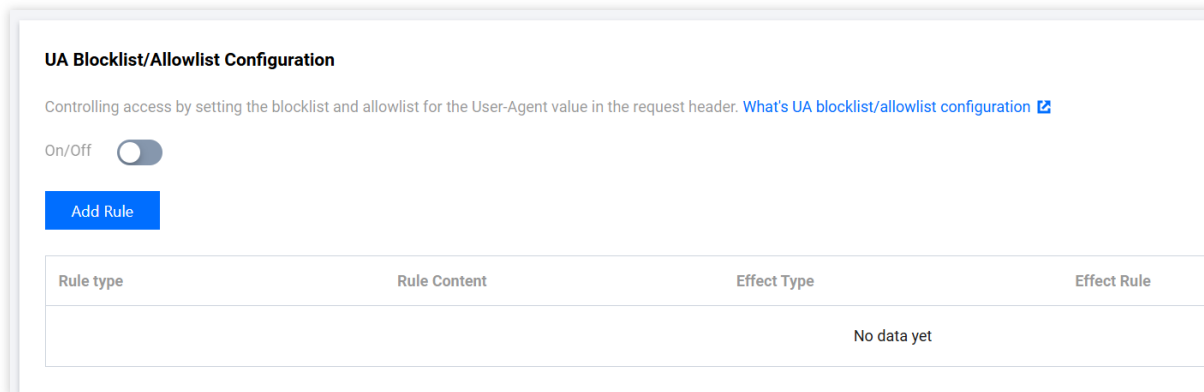 UA Blocklist/Allowlist Configuration
Controlling access by setting the blocklist and allowlist for the User-Agent value in the request header. What's UA blocklist/allowlist configuration
On/Off
Add Rule
Rule type Rule Content Effect Type Effect Rule
No data yet